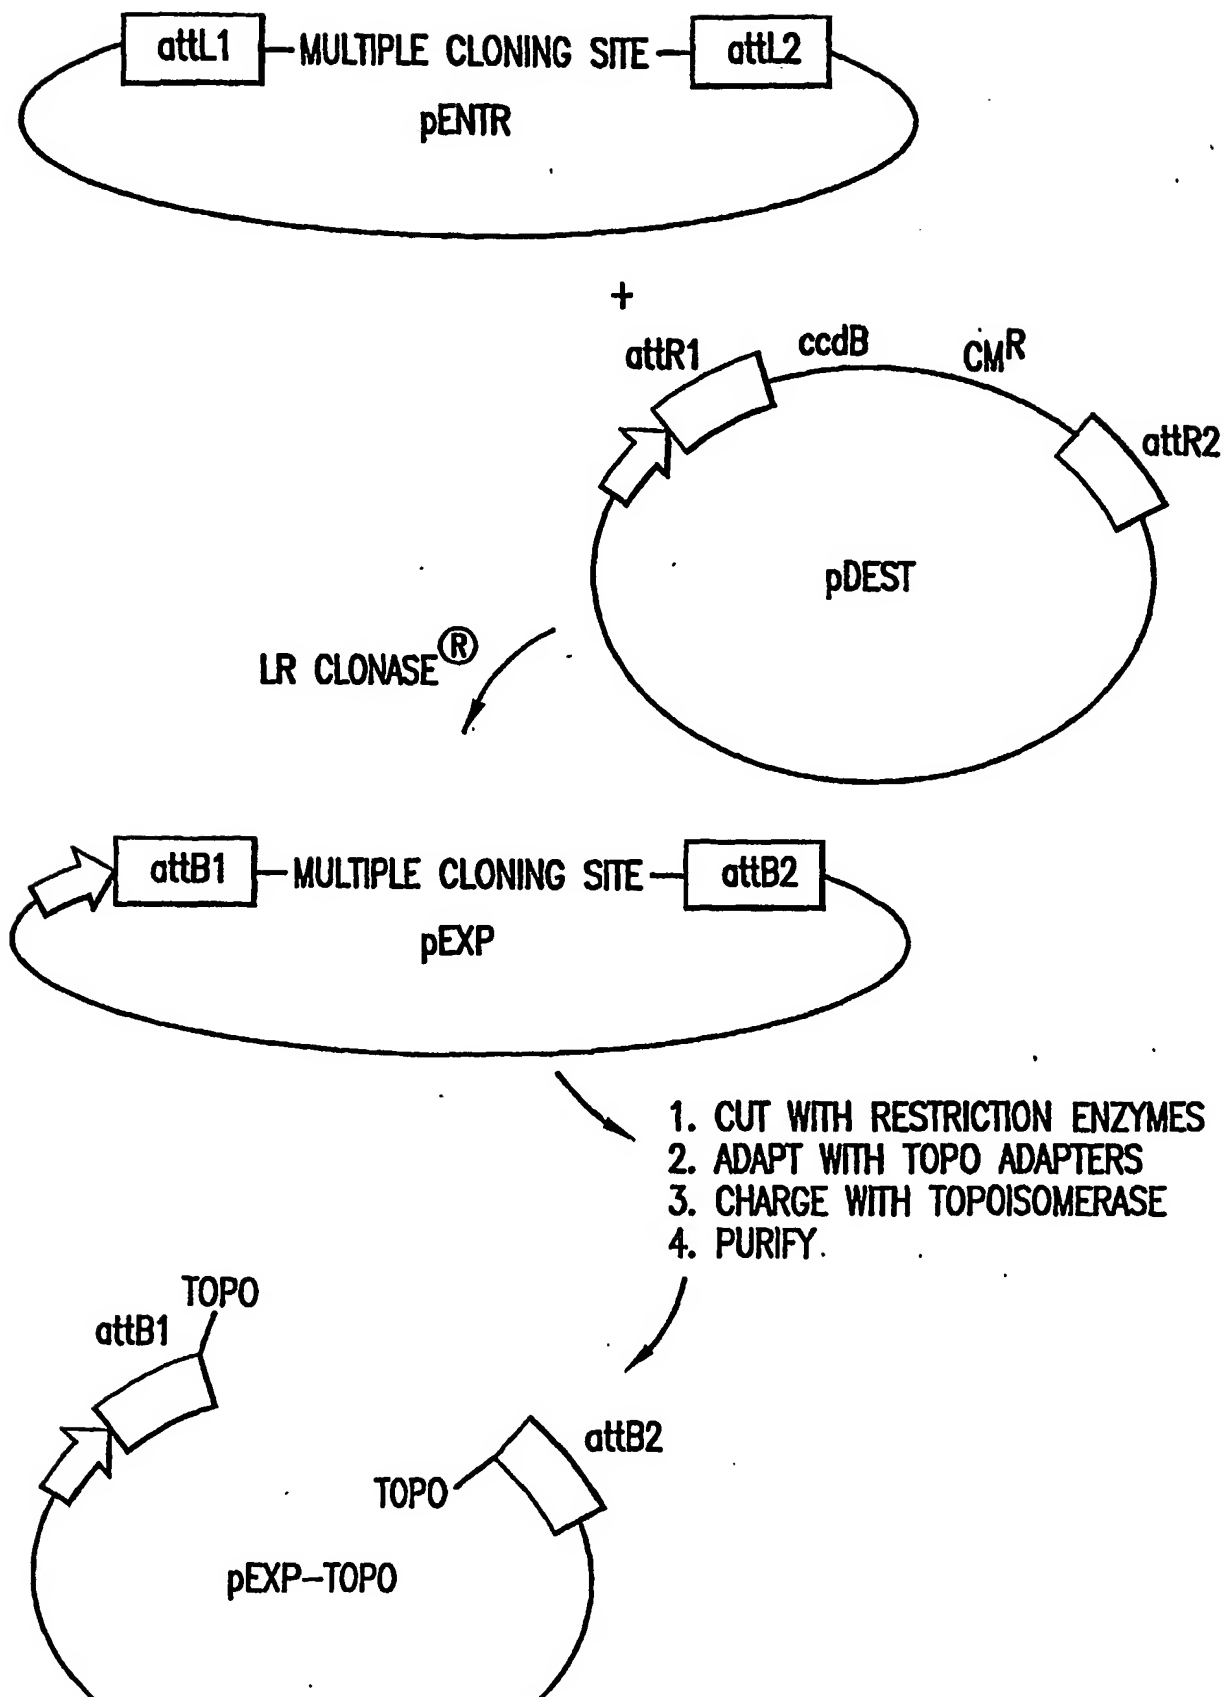 attL1 MULTIPLE CLONING SITE attL2
pENTR
+
attR1 ccdB CMR attR2
pDEST
LR CLONASE®
attB1 MULTIPLE CLONING SITE attB2
pEXP
1. CUT WITH RESTRICTION ENZYMES
2. ADAPT WITH TOPO ADAPTERS
3. CHARGE WITH TOPOISOMERASE
4. PURIFY.
TOPO
attB1
attB2
TOPO
pEXP-TOPO